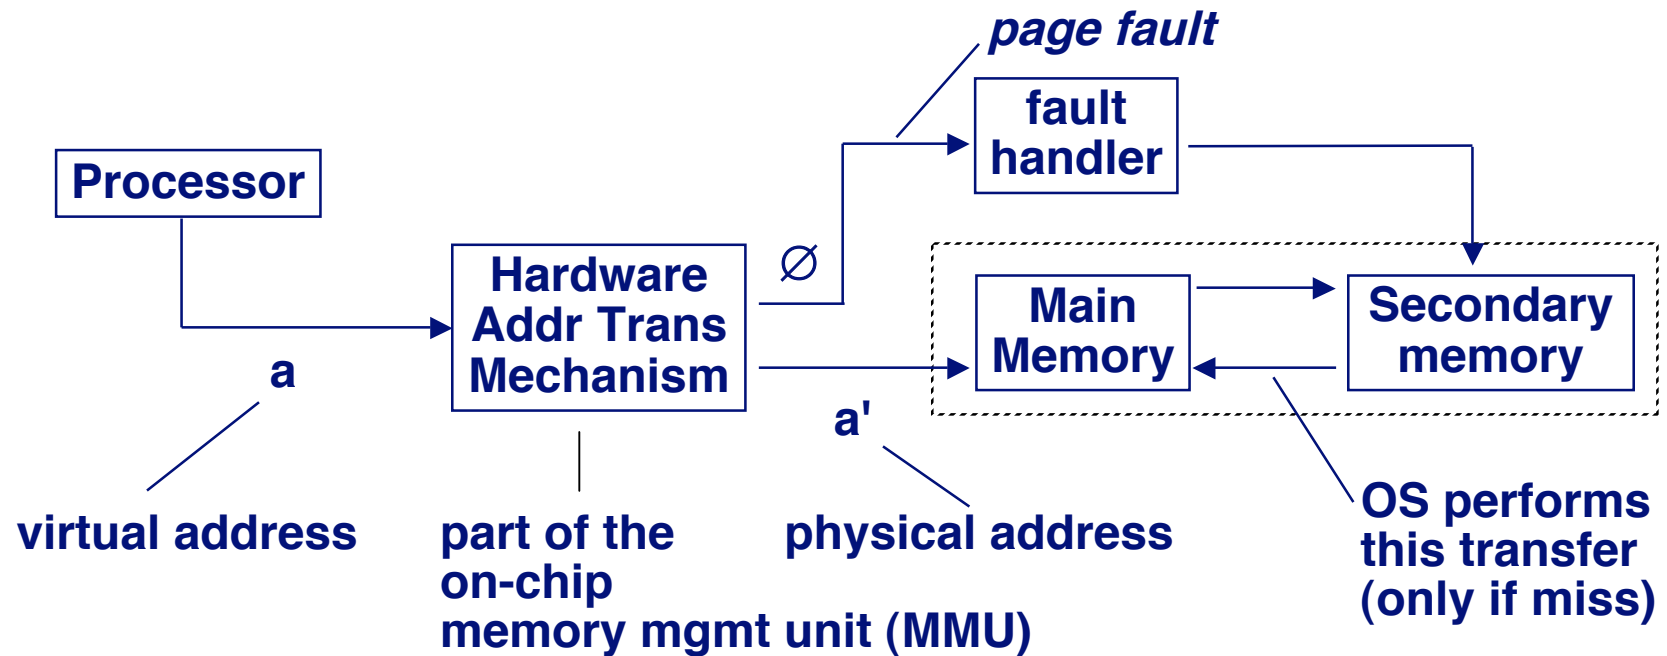 page fault
fault
handler
Processor
∅
Hardware
Addr Trans
Mechanism
Main
Memory
Secondary
memory
a
a'
virtual address
part of the
on-chip
memory mgmt unit (MMU)
physical address
OS performs
this transfer
(only if miss)